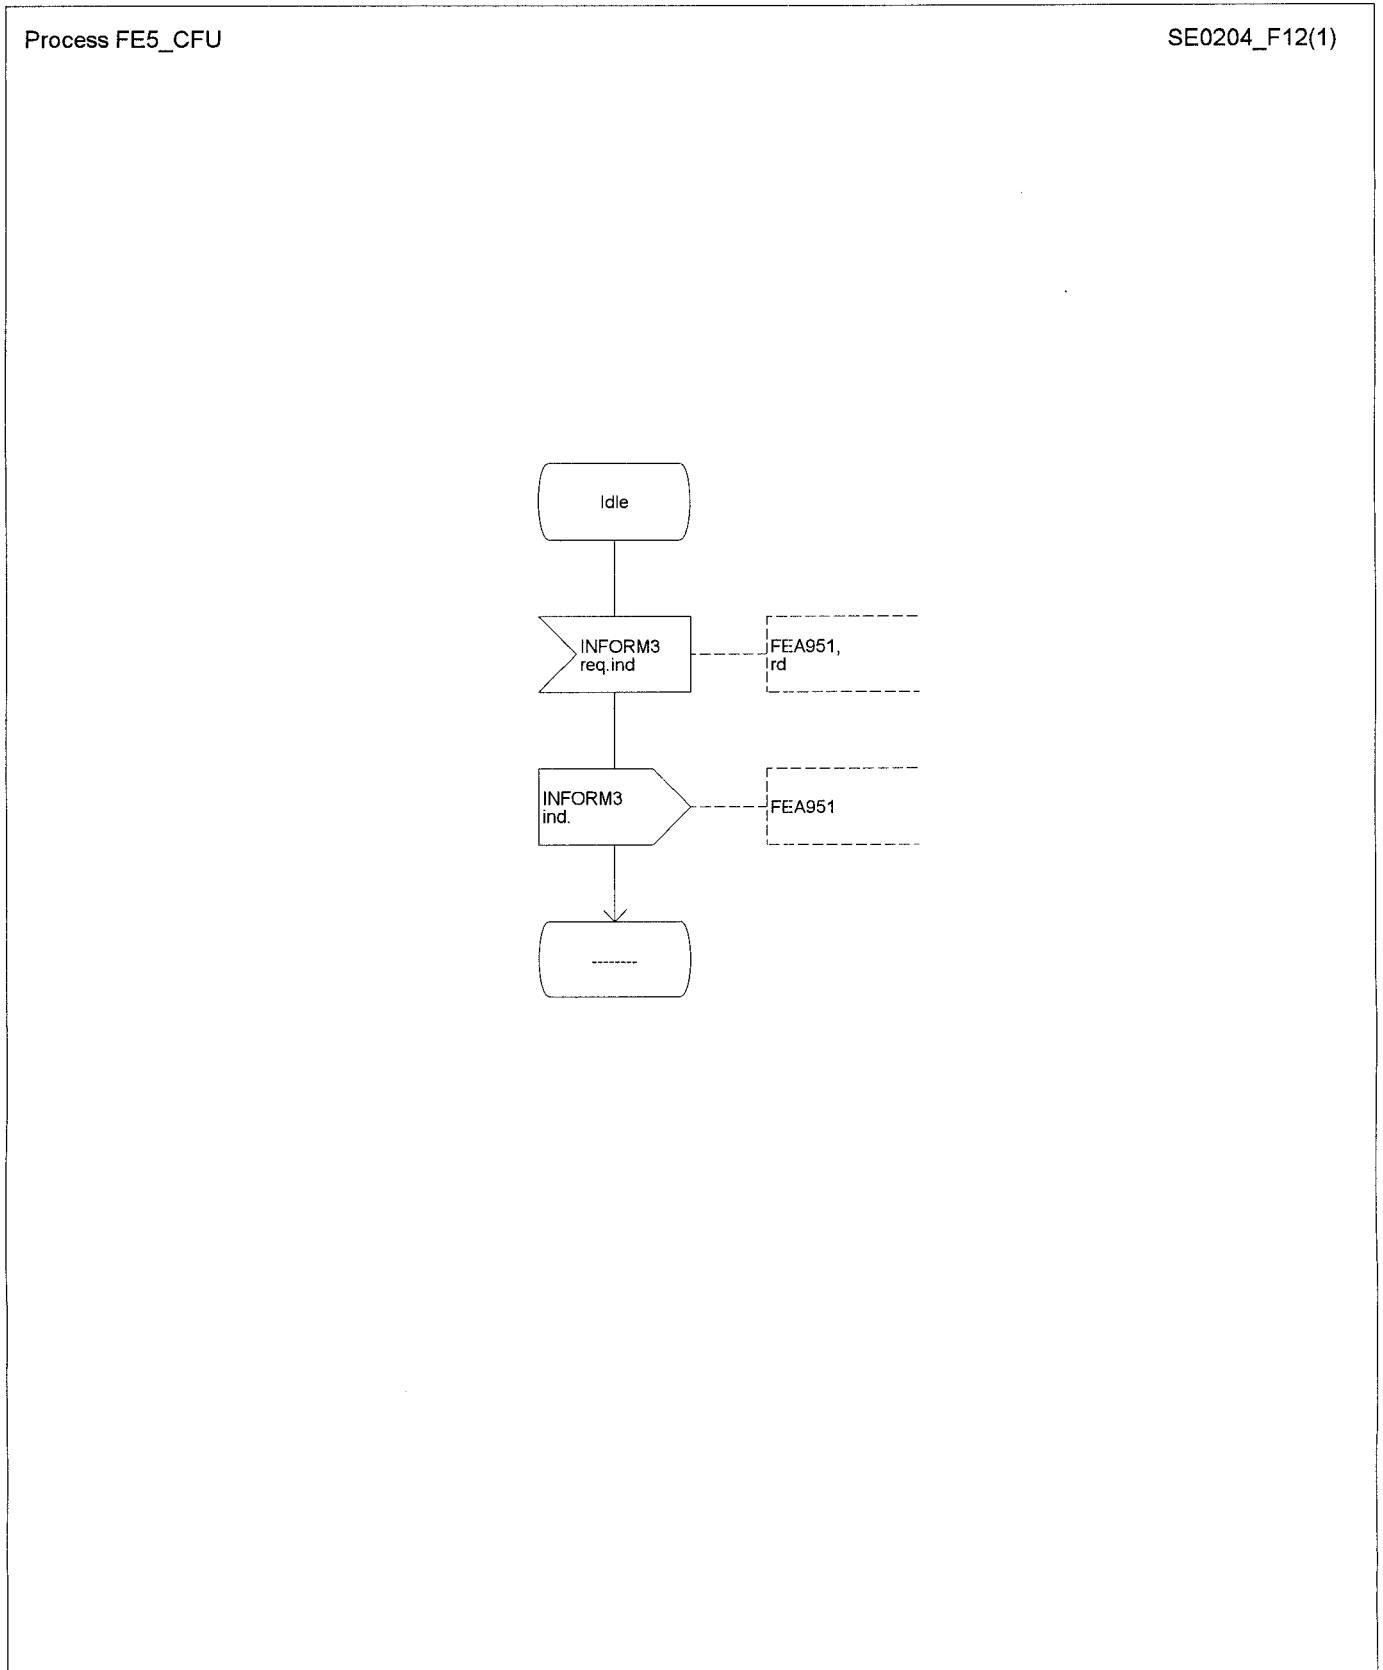 Process FE5_CFU
SE0204_F12(1)
Idle
INFORM3
req.ind
FEA951,
rd
INFORM3
ind.
FEA951
--------